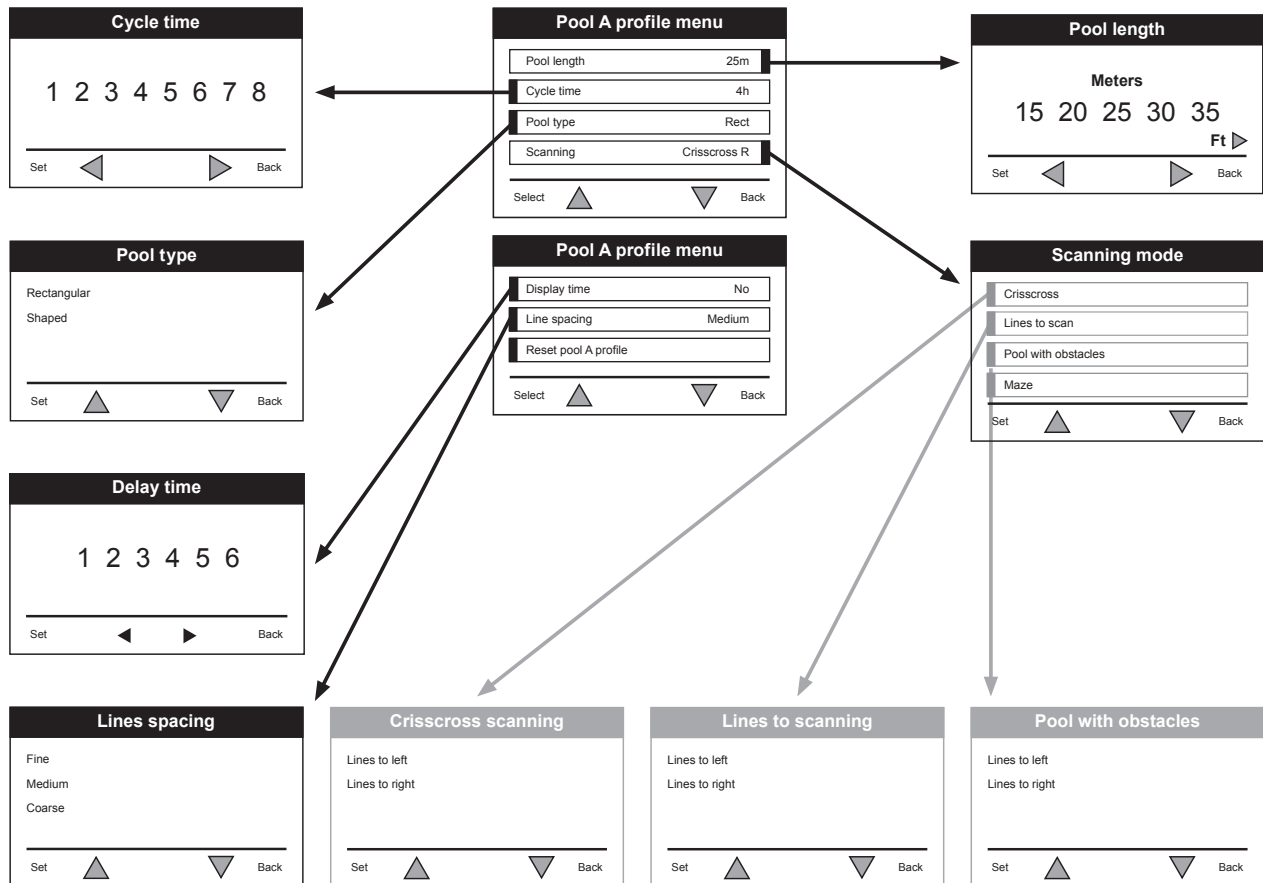 Cycle time
1 2 3 4 5 6 7 8
Set Back
Pool A profile menu
Pool length 25m
Cycle time 4h
Pool type Rect
Scanning Crisscross R
Select Back
Pool length
Meters
15 20 25 30 35
Ft
Set Back
Pool type
Rectangular
Shaped
Set Back
Pool A profile menu
Display time No
Line spacing Medium
Reset pool A profile
Select Back
Scanning mode
Crisscross
Lines to scan
Pool with obstacles
Maze
Set Back
Delay time
1 2 3 4 5 6
Set Back
Lines spacing
Fine
Medium
Coarse
Set Back
Crisscross scanning
Lines to left
Lines to right
Set Back
Lines to scanning
Lines to left
Lines to right
Set Back
Pool with obstacles
Lines to left
Lines to right
Set Back